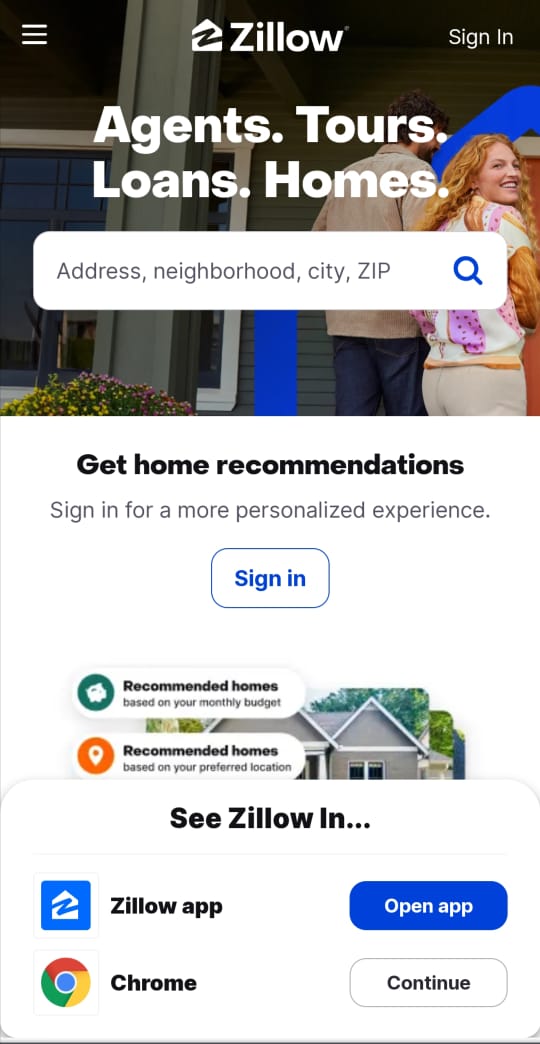 Zillow
Sign In
Agents. Tours.
Loans. Homes.
Address, neighborhood, city, ZIP
Get home recommendations
Sign in for a more personalized experience.
Sign in
Recommended homes
based on your monthly budget
Recommended homes
based on your preferred location
See Zillow In...
Zillow app
Open app
Chrome
Continue